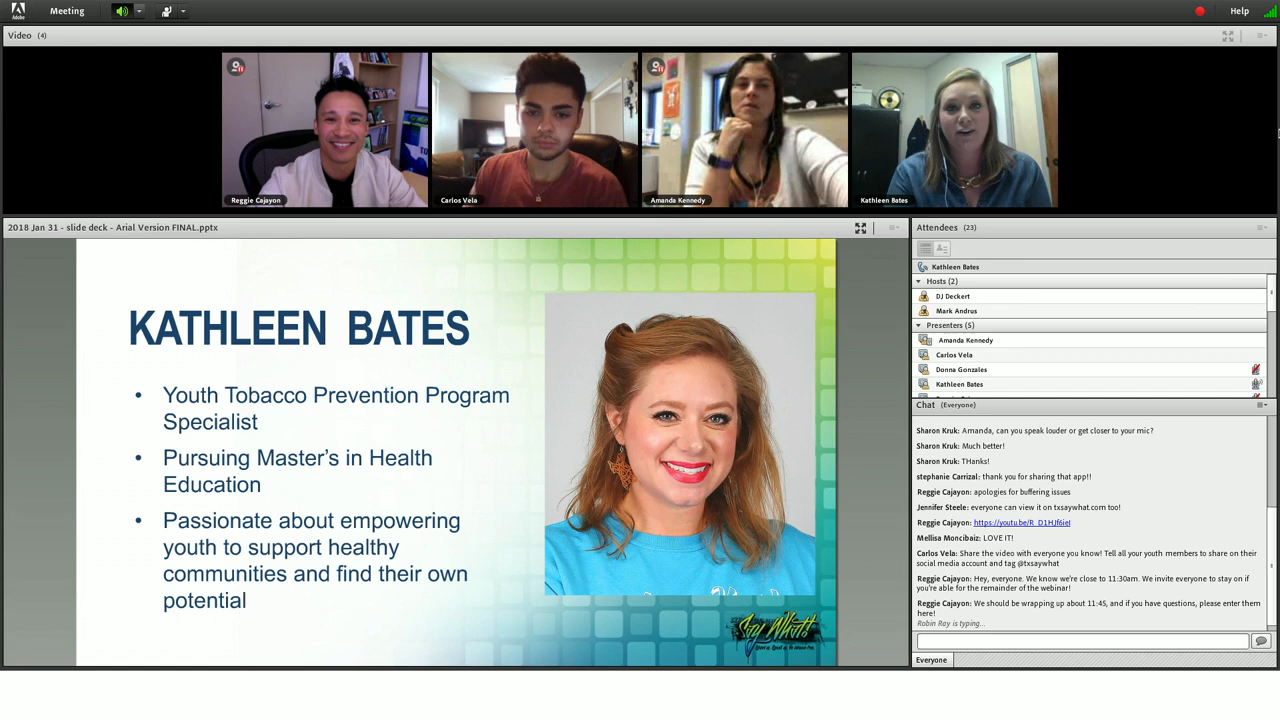 Meeting
Help
Adobe
Video (4)
Reggie Cajayon
Carlos Vela
Amanda Kennedy
Kathleen Bates
2018 Jan 31 - slide deck - Arial Version FINAL.pptx
KATHLEEN BATES
• Youth Tobacco Prevention Program
Specialist
• Pursuing Master's in Health
Education
• Passionate about empowering
youth to support healthy
communities and find their own
potential
Say What!
Attendees (23)
Kathleen Bates
Hosts (2)
DJ Deckert
Mark Andrus
Presenters (5)
Amanda Kennedy
Carlos Vela
Donna Gonzales
Kathleen Bates
Chat (Everyone)
Sharon Kruk: Amanda, can you speak louder or get closer to your mic?
Sharon Kruk: Much better!
Sharon Kruk: THanks!
stephanie Carrizal: thank you for sharing that app!!
Reggie Cajayon: apologies for buffering issues
Jennifer Steele: everyone can view it on txsaywhat.com too!
Reggie Cajayon: https://youtu.be/R_D1HJf6ieI
Mellisa Moncibaiz: LOVE IT!
Carlos Vela: Share the video with everyone you know! Tell all your youth members to share on their
social media account and tag @txsaywhat
Reggie Cajayon: Hey, everyone. We know we're close to 11:30am. We invite everyone to stay on if
you're able for the remainder of the webinar!
Reggie Cajayon: We should be wrapping up about 11:45, and if you have questions, please enter them
here!
Robin Ray is typing...
Everyone